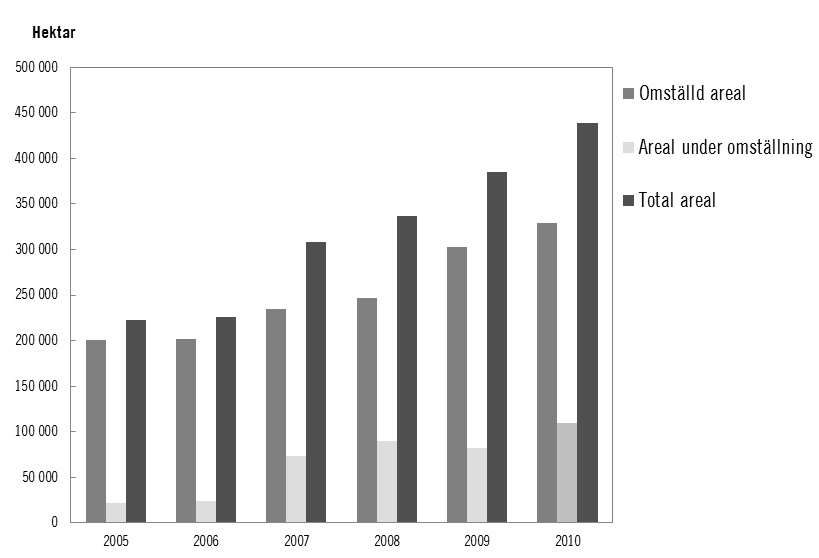 Hektar
500 000
450 000
400 000
350 000
300 000
250 000
200 000
150 000
100 000
50 000
0
2005 2006 2007 2008 2009 2010
Omställd areal
Areal under omställning
Total areal